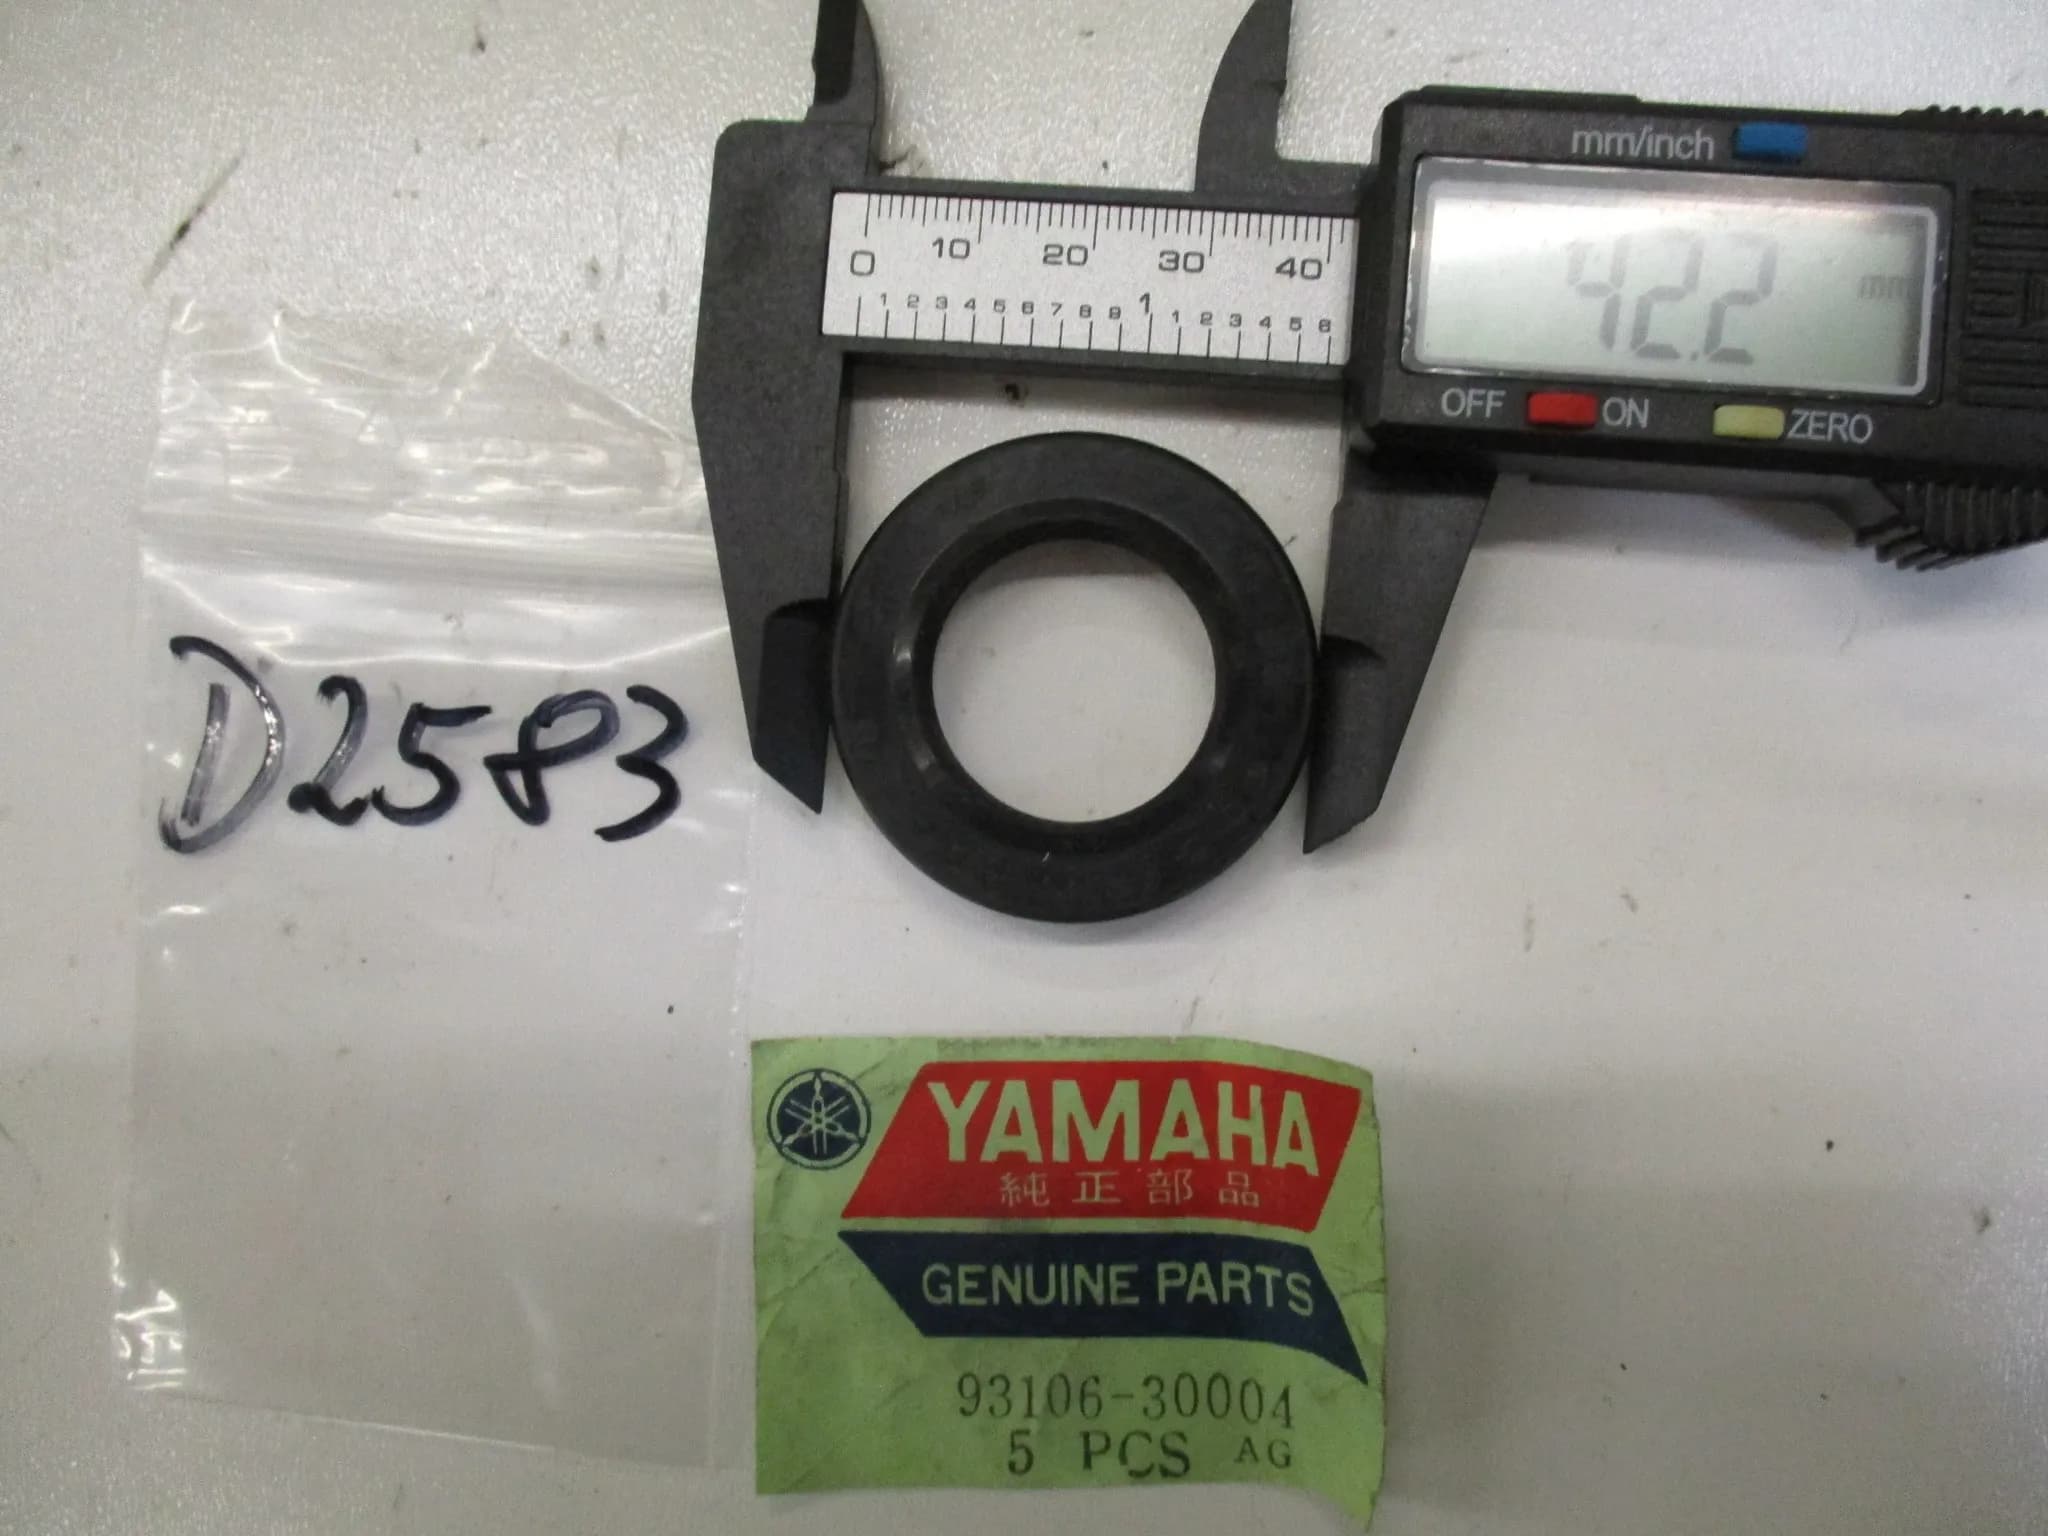 mm/inch
0 10 20 30 40
1 2 3 4 5 6 7 8 9 1 1 2 3 4 5 6
42.2 mm
OFF ON ZERO
D2583
YAMAHA
純正部品
GENUINE PARTS
93106-30004
5 PCS AG